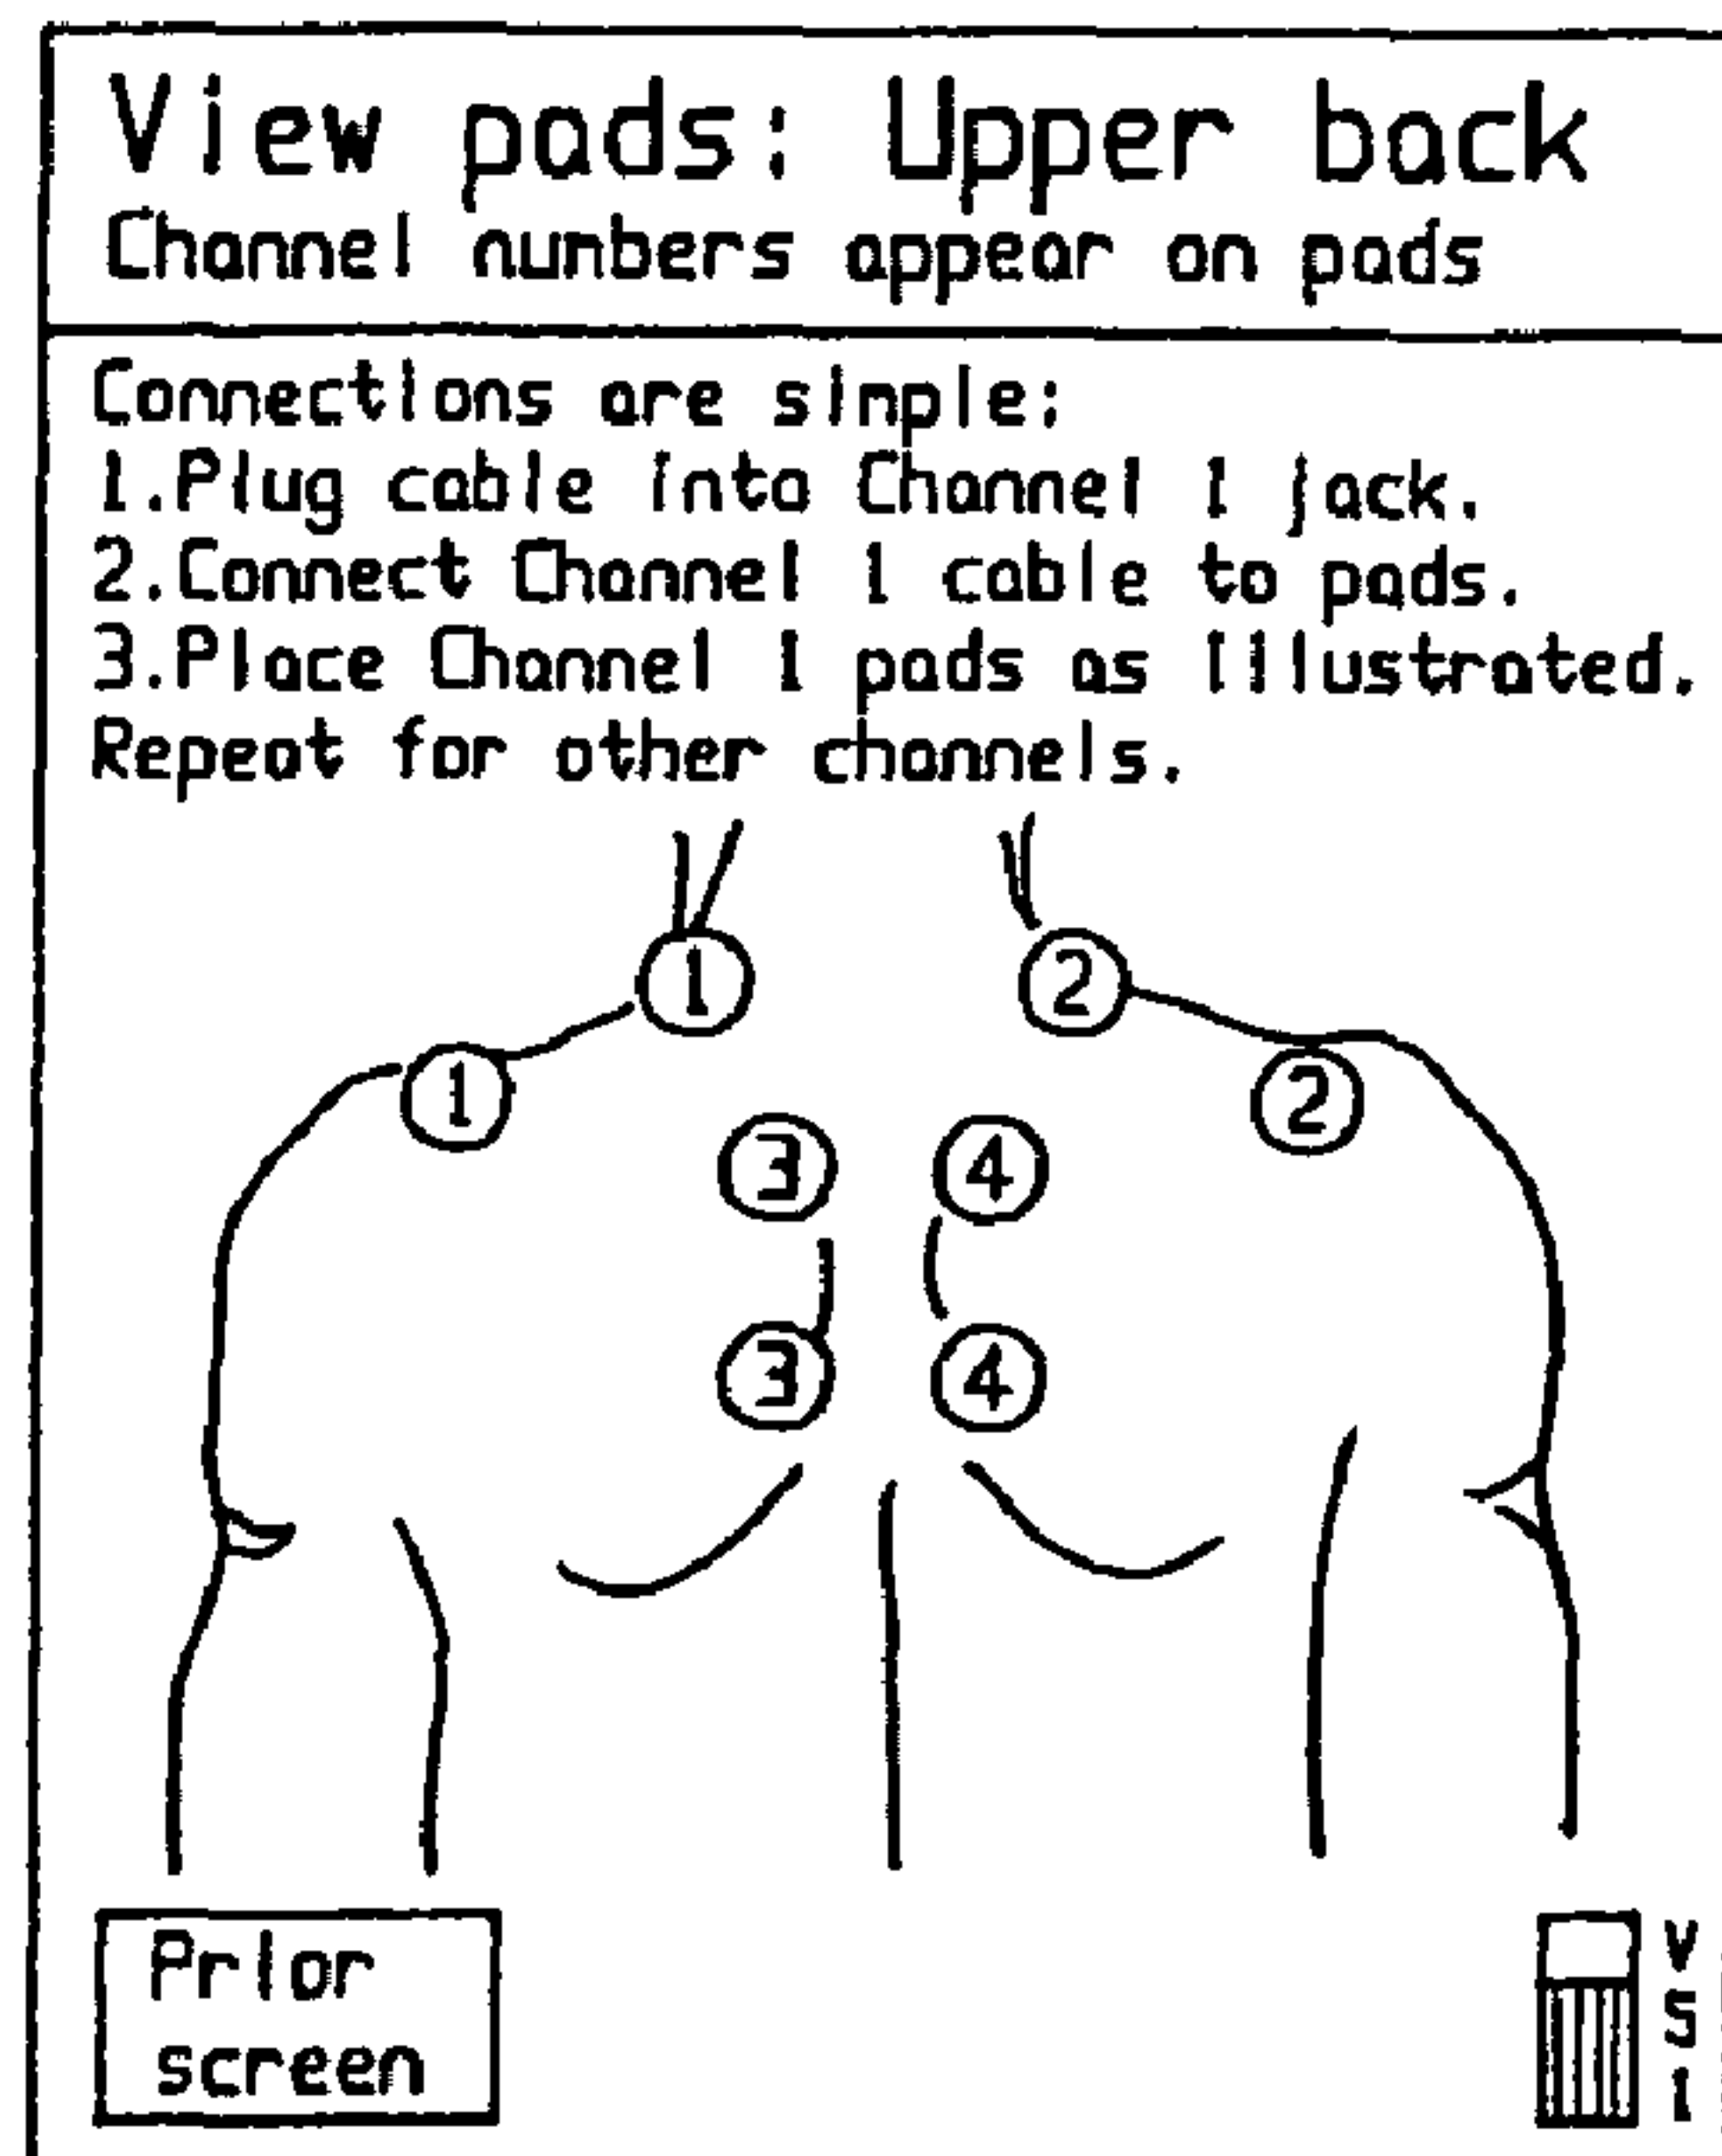 View pads: Upper back
Channel numbers appear on pads
Connections are simple:
1.Plug cable into Channel 1 jack.
2.Connect Channel 1 cable to pads.
3.Place Channel 1 pads as illustrated.
Repeat for other channels.
1 2
1 2
3 4
3 4
Prior
screen